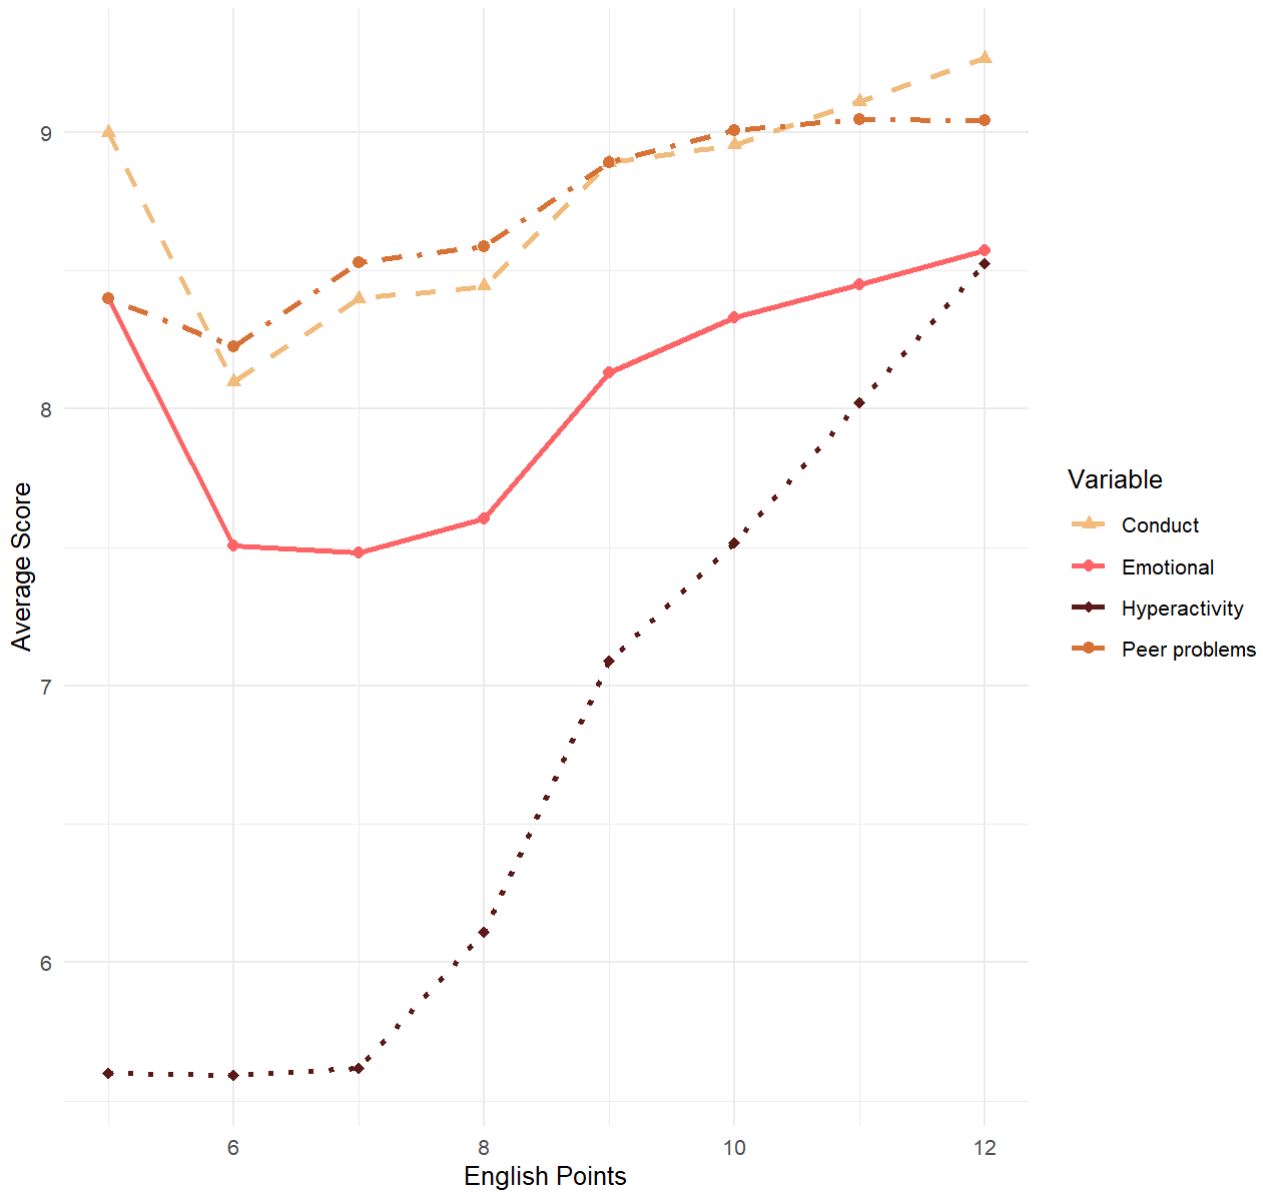 9
8
7
6
Average Score
6 8 10 12
English Points
Variable
Conduct
Emotional
Hyperactivity
Peer problems